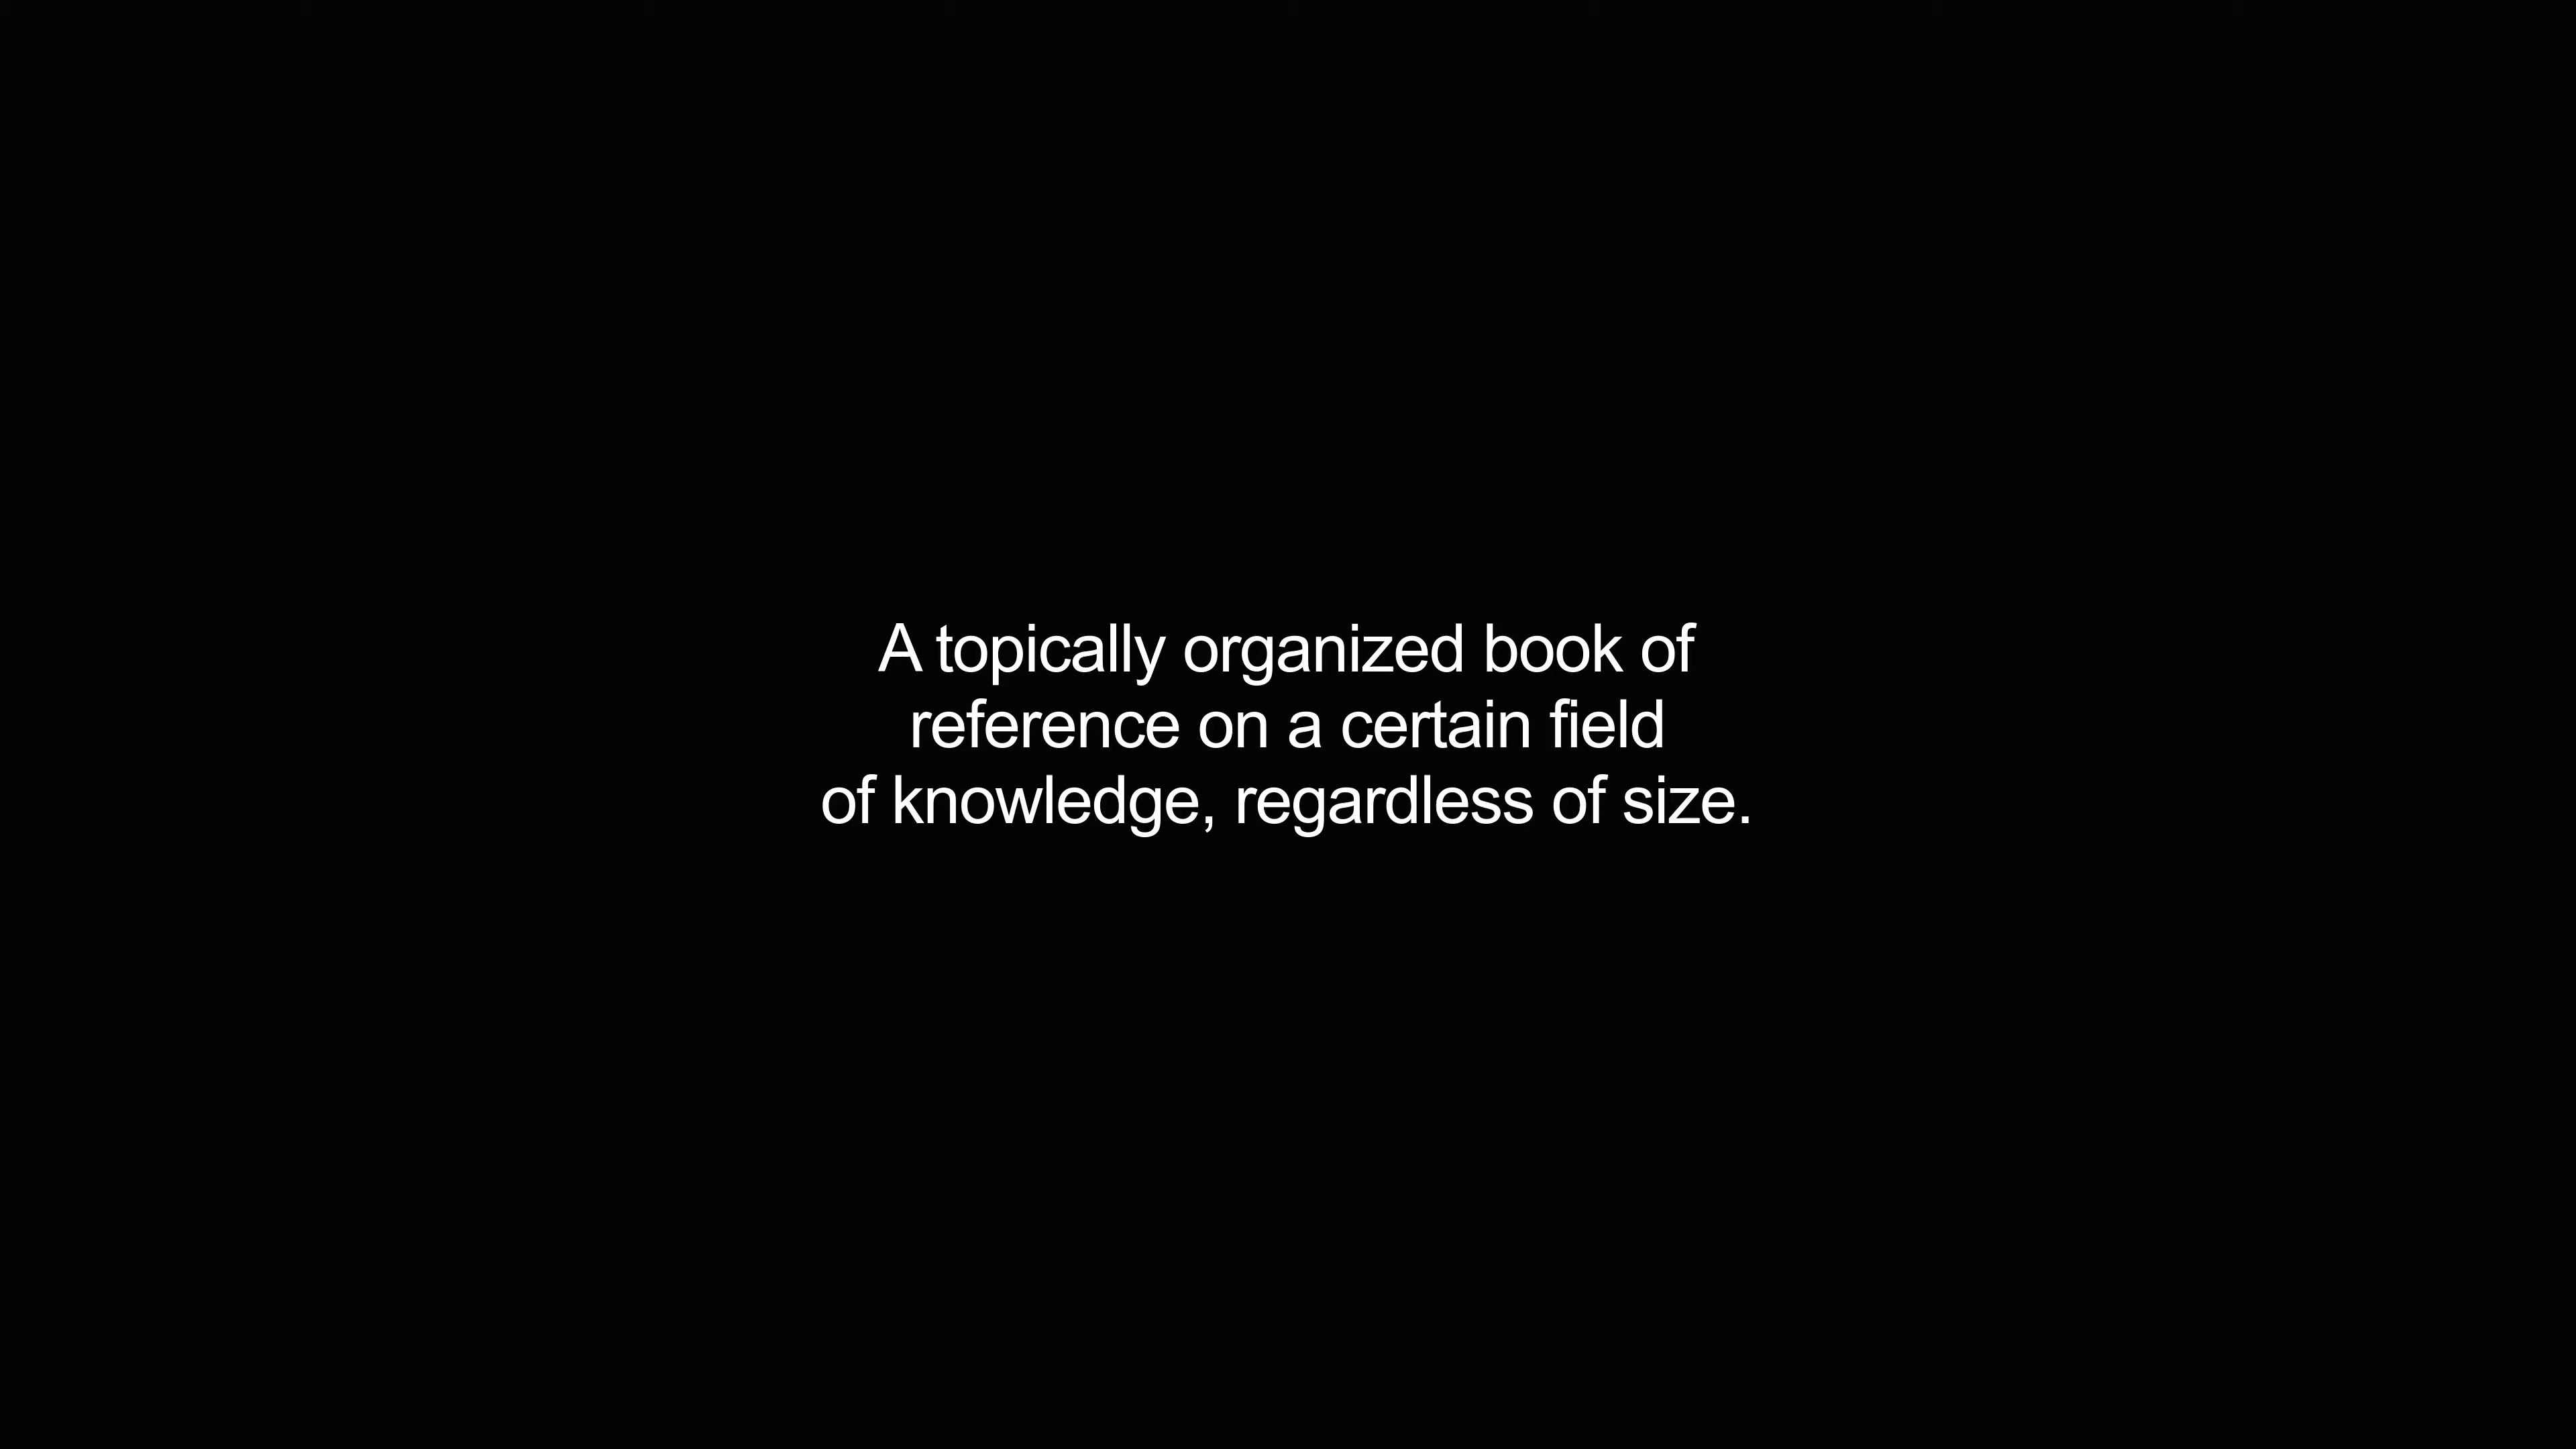 A topically organized book of
reference on a certain field
of knowledge, regardless of size.